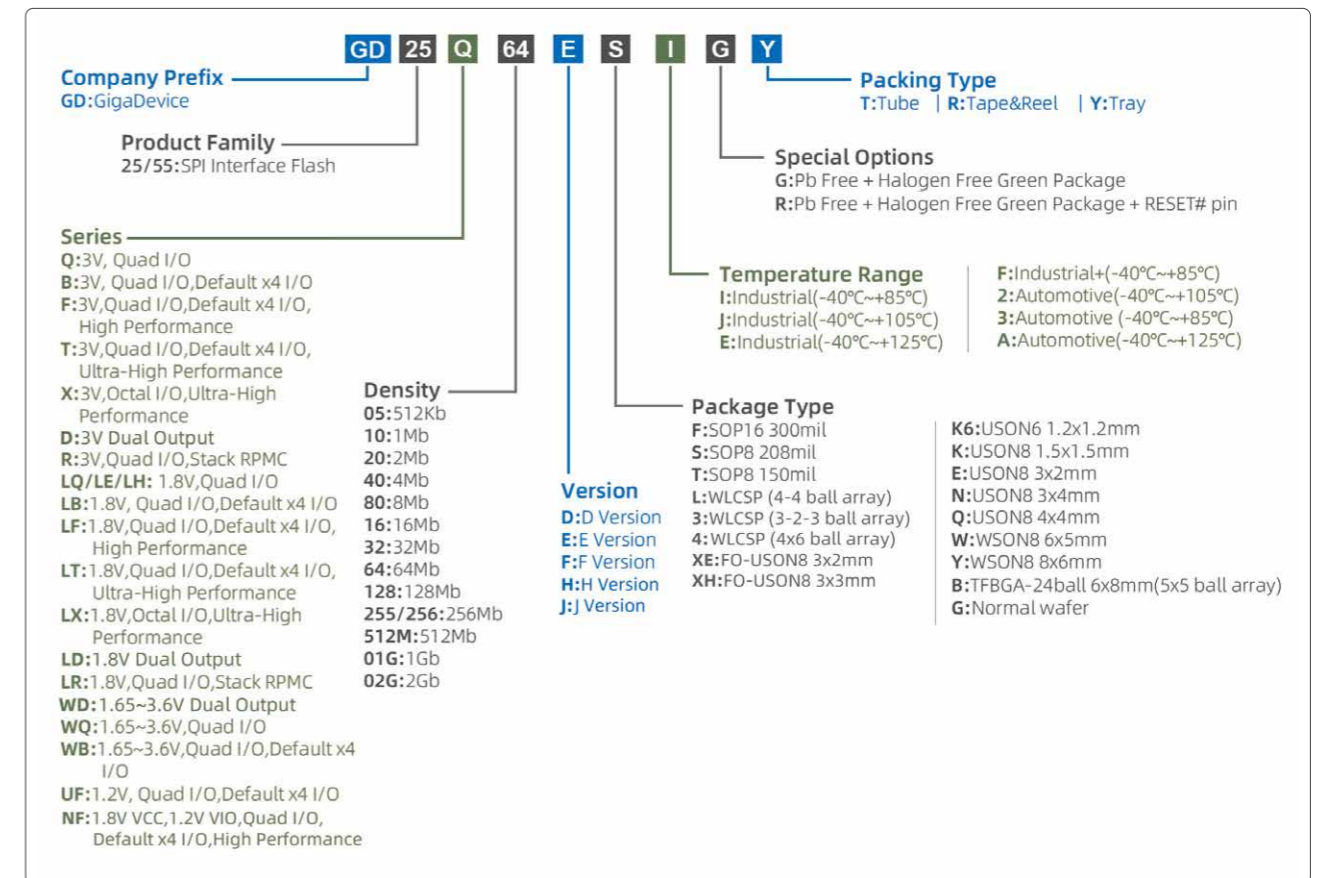 GD 25 Q 64 E S I G Y
Company Prefix
GD:GigaDevice
Packing Type
T:Tube | R:Tape&Reel | Y:Tray
Product Family
25/55:SPI Interface Flash
Special Options
G:Pb Free + Halogen Free Green Package
R:Pb Free + Halogen Free Green Package + RESET# pin
Series
Q:3V, Quad I/O
B:3V, Quad I/O,Default x4 I/O
F:3V,Quad I/O,Default x4 I/O,
High Performance
T:3V,Quad I/O,Default x4 I/O,
Ultra-High Performance
X:3V,Octal I/O,Ultra-High
Performance
D:3V Dual Output
R:3V,Quad I/O,Stack RPMC
LQ/LE/LH: 1.8V,Quad I/O
LB:1.8V, Quad I/O,Default x4 I/O
LF:1.8V,Quad I/O,Default x4 I/O,
High Performance
LT:1.8V,Quad I/O,Default x4 I/O,
Ultra-High Performance
LX:1.8V,Octal I/O,Ultra-High
Performance
LD:1.8V Dual Output
LR:1.8V,Quad I/O,Stack RPMC
WD:1.65~3.6V Dual Output
WQ:1.65~3.6V,Quad I/O
WB:1.65~3.6V,Quad I/O,Default x4
I/O
UF:1.2V, Quad I/O,Default x4 I/O
NF:1.8V VCC,1.2V VIO,Quad I/O,
Default x4 I/O,High Performance
Temperature Range
I:Industrial(-40℃~+85℃)
J:Industrial(-40℃~+105℃)
E:Industrial(-40℃~+125℃)
F:Industrial+(-40℃~+85℃)
2:Automotive(-40℃~+105℃)
3:Automotive (-40℃~+85℃)
A:Automotive(-40℃~+125℃)
Density
05:512Kb
10:1Mb
20:2Mb
40:4Mb
80:8Mb
16:16Mb
32:32Mb
64:64Mb
128:128Mb
255/256:256Mb
512M:512Mb
01G:1Gb
02G:2Gb
Version
D:D Version
E:E Version
F:F Version
H:H Version
J:J Version
Package Type
F:SOP16 300mil
S:SOP8 208mil
T:SOP8 150mil
L:WLCSP (4-4 ball array)
3:WLCSP (3-2-3 ball array)
4:WLCSP (4x6 ball array)
XE:FO-USON8 3x2mm
XH:FO-USON8 3x3mm
K6:USON6 1.2x1.2mm
K:USON8 1.5x1.5mm
E:USON8 3x2mm
N:USON8 3x4mm
Q:USON8 4x4mm
W:WSON8 6x5mm
Y:WSON8 8x6mm
B:TFBGA-24ball 6x8mm(5x5 ball array)
G:Normal wafer